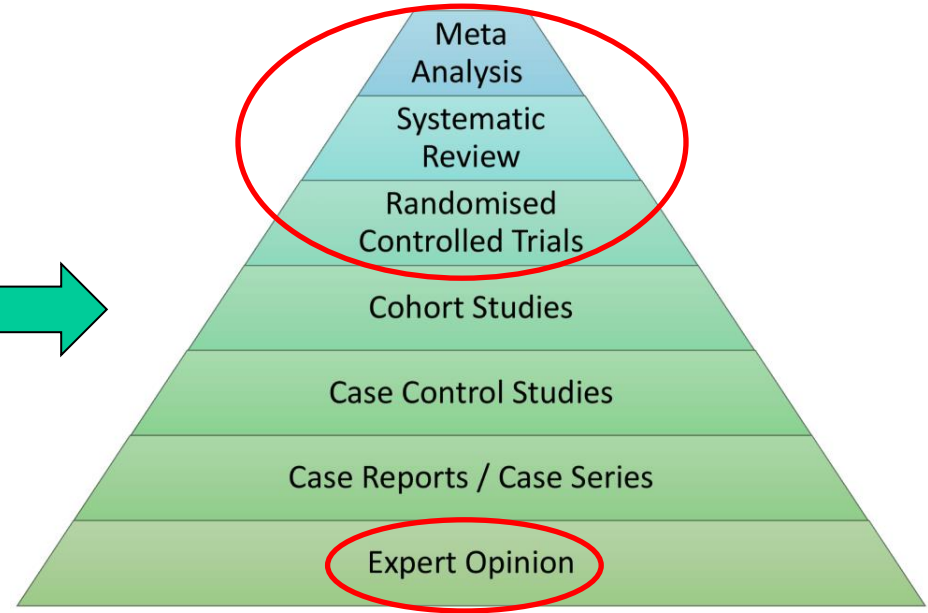 Meta
Analysis
Systematic
Review
Randomised
Controlled Trials
Cohort Studies
Case Control Studies
Case Reports / Case Series
Expert Opinion